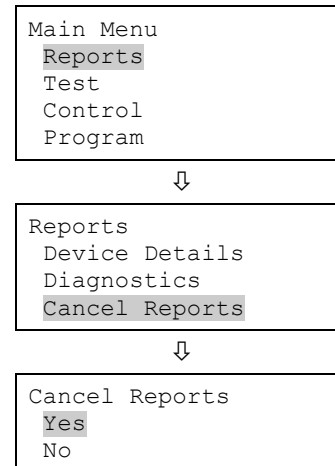 Main Menu
Reports
Test
Control
Program
⇩
Reports
Device Details
Diagnostics
Cancel Reports
⇩
Cancel Reports
Yes
No